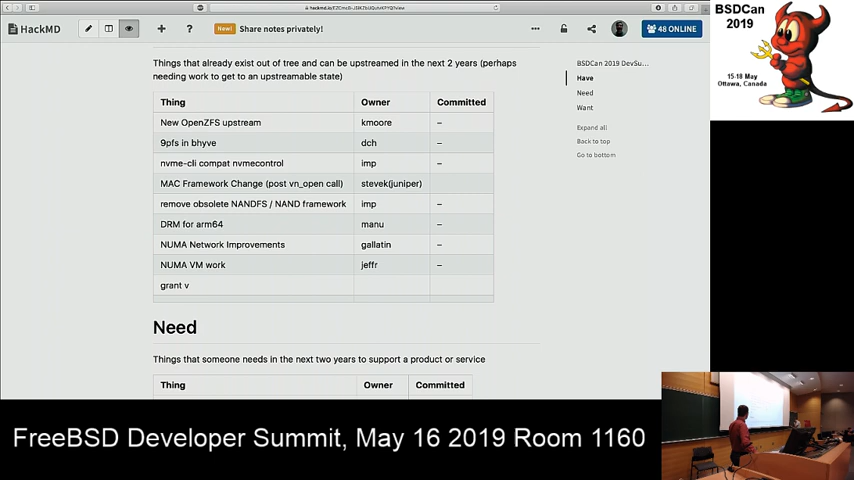 HackMD
New!
Share notes privately!
48 ONLINE
BSDCan
2019
15-18 May
Ottawa, Canada
Things that already exist out of tree and can be upstreamed in the next 2 years (perhaps
needing work to get to an upstreamable state)
Thing Owner Committed
New OpenZFS upstream kmoore –
9pfs in bhyve dch –
nvme-cli compat nvmecontrol imp –
MAC Framework Change (post vn_open call) stevek(juniper)
remove obsolete NANDFS / NAND framework imp –
DRM for arm64 manu –
NUMA Network Improvements gallatin –
NUMA VM work jeffr –
grant v
Need
Things that someone needs in the next two years to support a product or service
Thing Owner Committed
BSDCan 2019 DevSu...
Have
Need
Want
Expand all
Back to top
Go to bottom
FreeBSD Developer Summit, May 16 2019 Room 1160